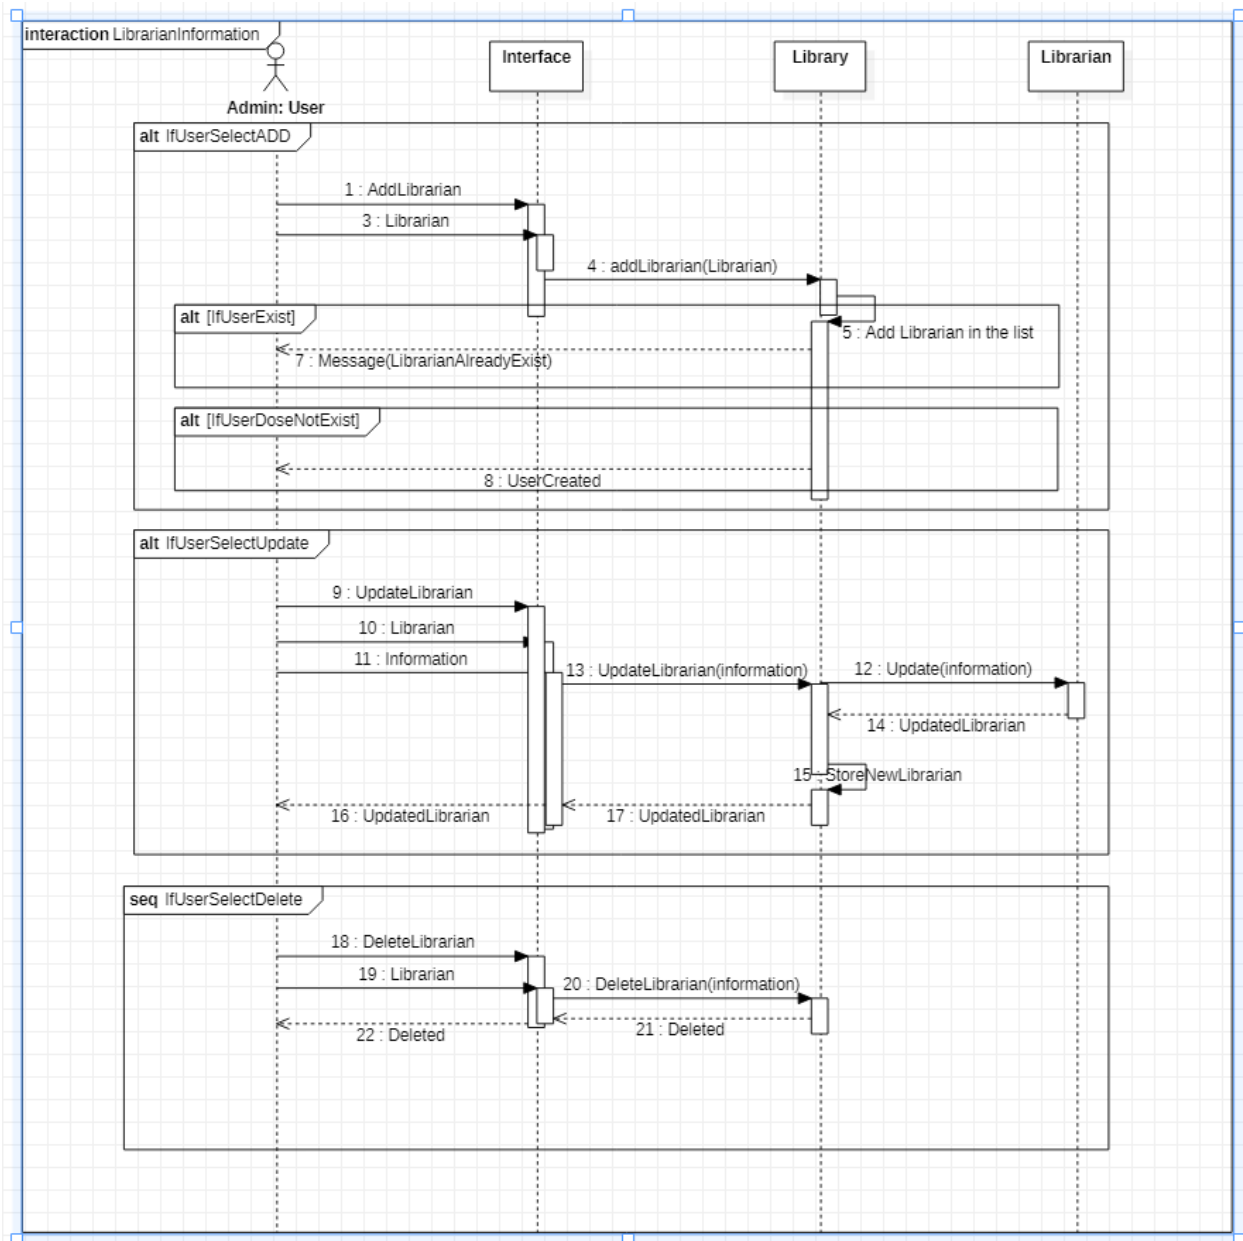 interaction LibrarianInformation
Admin: User
Interface
Library
Librarian
alt IfUserSelectADD
1 : AddLibrarian
3 : Librarian
4 : addLibrarian(Librarian)
alt [IfUserExist]
5 : Add Librarian in the list
7 : Message(LibrarianAlreadyExist)
alt [IfUserDoseNotExist]
8 : UserCreated
alt IfUserSelectUpdate
9 : UpdateLibrarian
10 : Librarian
11 : Information
13 : UpdateLibrarian(information)
12 : Update(information)
14 : UpdatedLibrarian
15 : StoreNewLibrarian
16 : UpdatedLibrarian
17 : UpdatedLibrarian
seq IfUserSelectDelete
18 : DeleteLibrarian
19 : Librarian
20 : DeleteLibrarian(information)
21 : Deleted
22 : Deleted